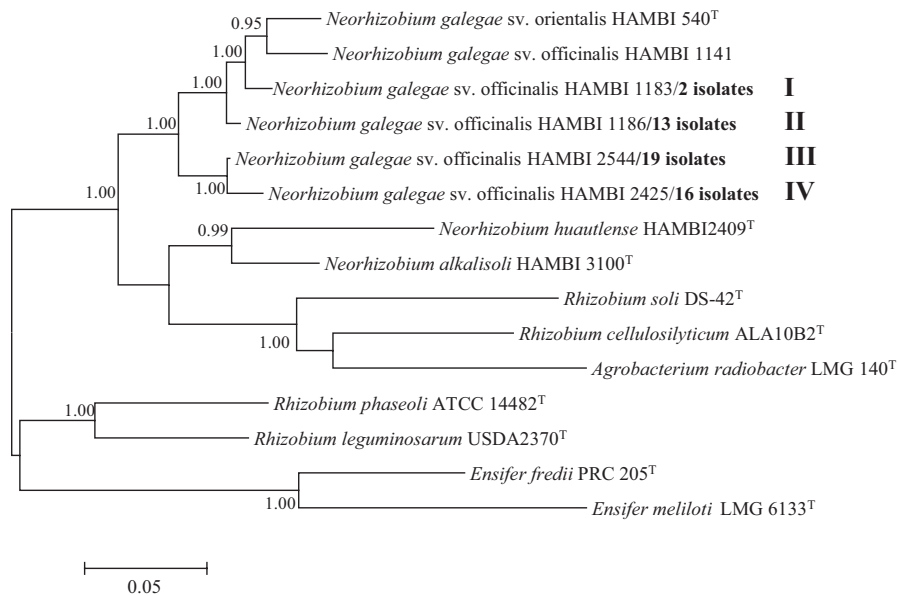 0.95
Neorhizobium galegae sv. orientalis HAMBI 540T
1.00
Neorhizobium galegae sv. officinalis HAMBI 1141
1.00
Neorhizobium galegae sv. officinalis HAMBI 1183/2 isolates I
1.00
Neorhizobium galegae sv. officinalis HAMBI 1186/13 isolates II
Neorhizobium galegae sv. officinalis HAMBI 2544/19 isolates III
1.00
1.00
Neorhizobium galegae sv. officinalis HAMBI 2425/16 isolates IV
0.99
Neorhizobium huautlense HAMBI2409T
Neorhizobium alkalisoli HAMBI 3100T
Rhizobium soli DS-42T
1.00
Rhizobium cellulosilyticum ALA10B2T
Agrobacterium radiobacter LMG 140T
1.00
Rhizobium phaseoli ATCC 14482T
Rhizobium leguminosarum USDA2370T
Ensifer fredii PRC 205T
1.00
Ensifer meliloti LMG 6133T
0.05